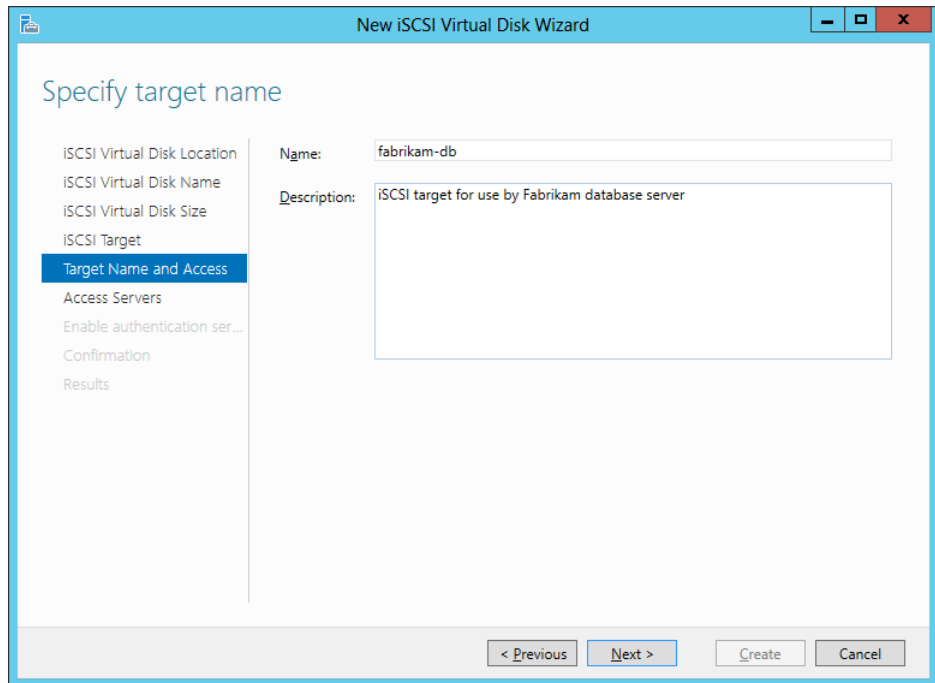 New iSCSI Virtual Disk Wizard
Specify target name
iSCSI Virtual Disk Location
iSCSI Virtual Disk Name
iSCSI Virtual Disk Size
iSCSI Target
Target Name and Access
Access Servers
Enable authentication ser...
Confirmation
Results
Name:
fabrikam-db
Description:
iSCSI target for use by Fabrikam database server
< Previous
Next >
Create
Cancel